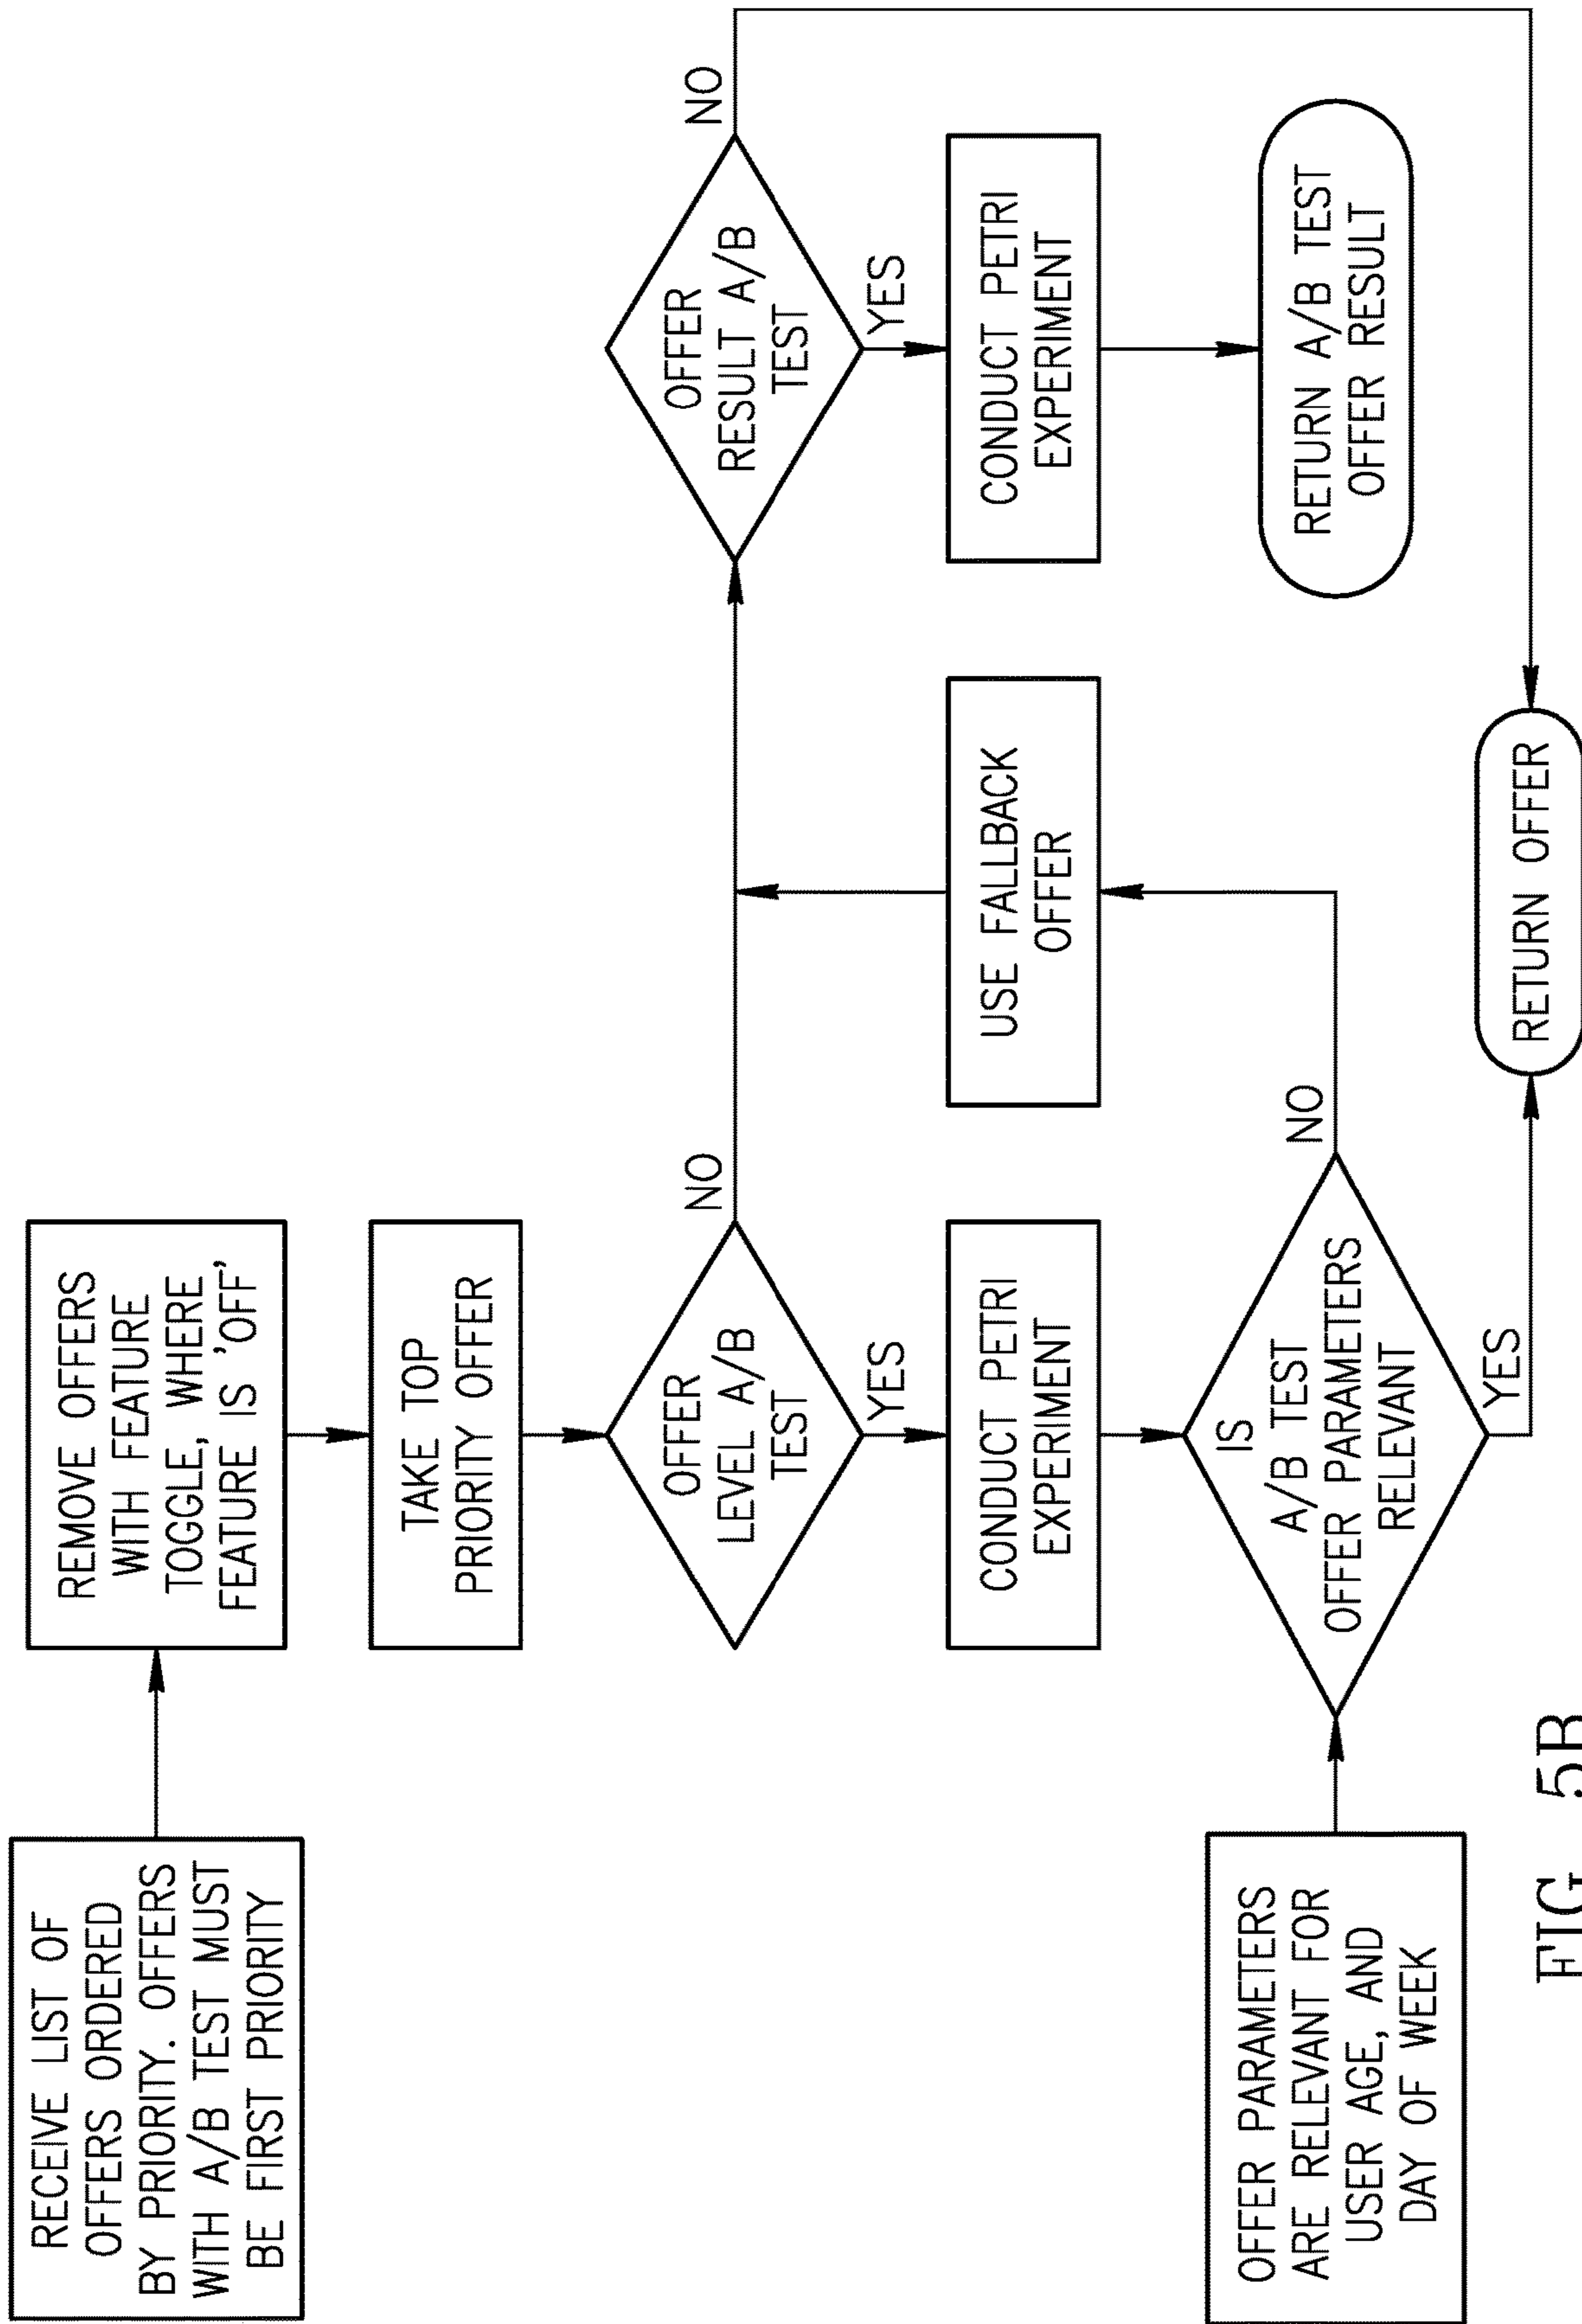 RECEIVE LIST OF
OFFERS ORDERED
BY PRIORITY. OFFERS
WITH A/B TEST MUST
BE FIRST PRIORITY
REMOVE OFFERS
WITH FEATURE
TOGGLE, WHERE
FEATURE IS 'OFF'
TAKE TOP
PRIORITY OFFER
OFFER
LEVEL A/B
TEST
NO
YES
CONDUCT PETRI
EXPERIMENT
OFFER PARAMETERS
ARE RELEVANT FOR
USER AGE, AND
DAY OF WEEK
IS
A/B TEST
OFFER PARAMETERS
RELEVANT
NO
YES
USE FALLBACK
OFFER
OFFER
RESULT A/B
TEST
NO
YES
CONDUCT PETRI
EXPERIMENT
RETURN A/B TEST
OFFER RESULT
RETURN OFFER
FIG. 5B